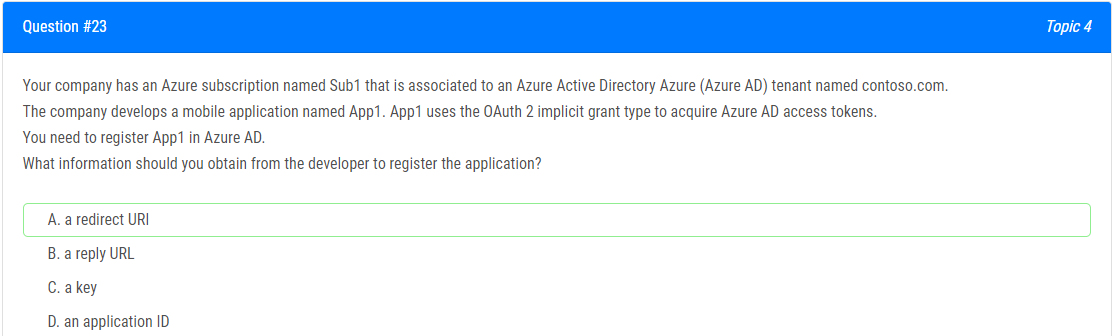 Question #23
Topic 4
Your company has an Azure subscription named Sub1 that is associated to an Azure Active Directory Azure (Azure AD) tenant named contoso.com.
The company develops a mobile application named App1. App1 uses the OAuth 2 implicit grant type to acquire Azure AD access tokens.
You need to register App1 in Azure AD.
What information should you obtain from the developer to register the application?
A. a redirect URI
B. a reply URL
C. a key
D. an application ID